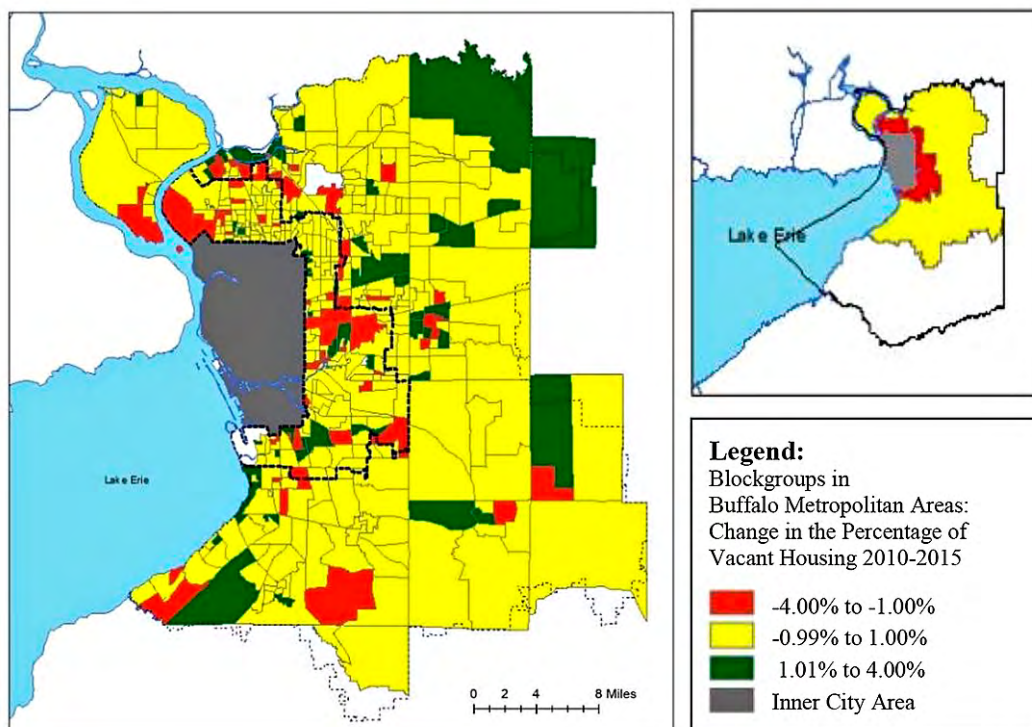 Lake Erie
0 2 4 8 Miles
Lake Erie
Legend:
Blockgroups in
Buffalo Metropolitan Areas:
Change in the Percentage of
Vacant Housing 2010-2015
-4.00% to -1.00%
-0.99% to 1.00%
1.01% to 4.00%
Inner City Area